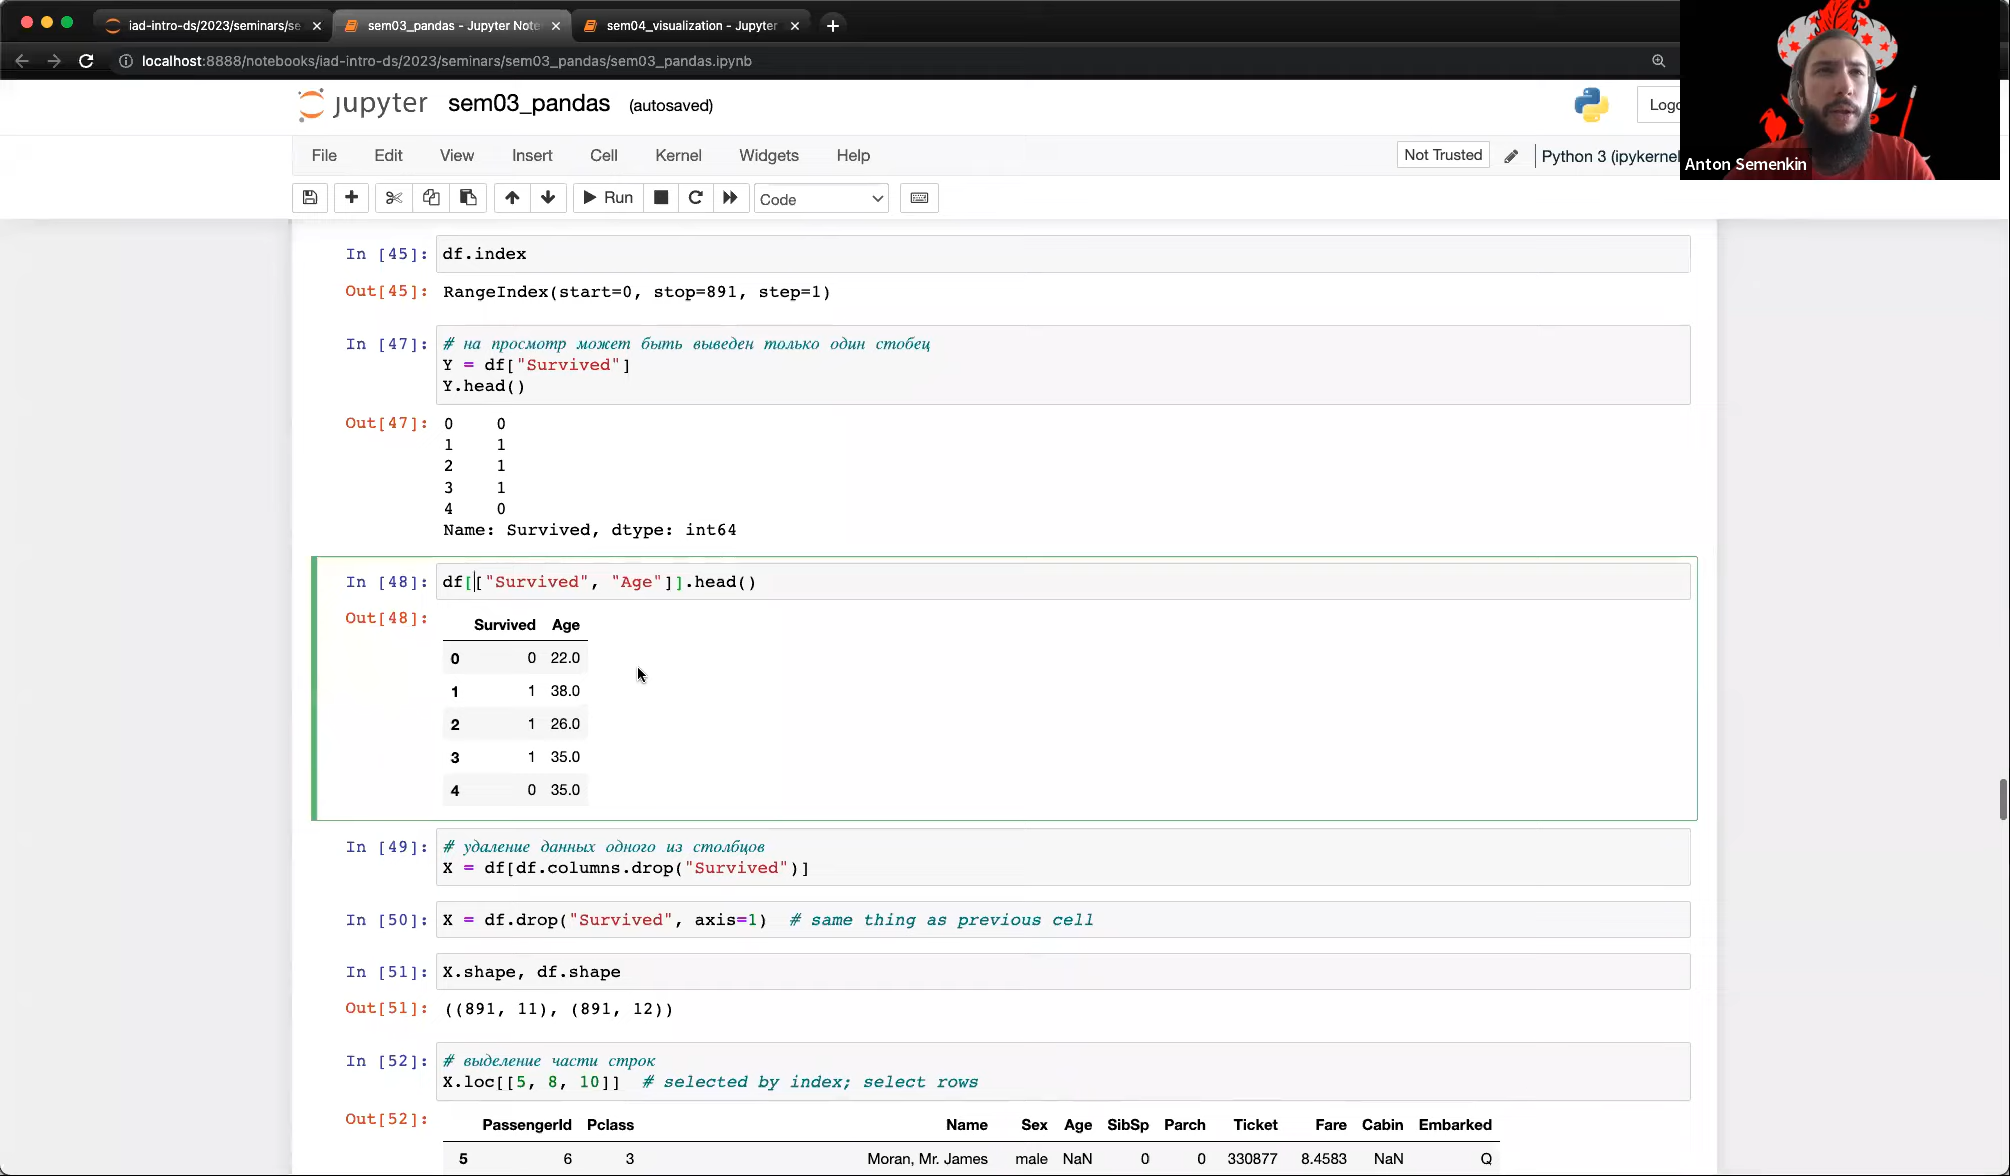 iad-intro-ds/2023/seminars/se
sem03_pandas - Jupyter Note
sem04_visualization - Jupyter
localhost:8888/notebooks/iad-intro-ds/2023/seminars/sem03_pandas/sem03_pandas.ipynb
jupyter sem03_pandas (autosaved)
Logo
Anton Semenkin
File Edit View Insert Cell Kernel Widgets Help
Not Trusted
Python 3 (ipykernel
Run
Code
In [45]: df.index
Out[45]: RangeIndex(start=0, stop=891, step=1)
In [47]: # на просмотр может быть выведен только один стобец
Y = df["Survived"]
Y.head()
Out[47]: 0 0
1 1
2 1
3 1
4 0
Name: Survived, dtype: int64
In [48]: df[["Survived", "Age"]].head()
Out[48]:
Survived Age
0 0 22.0
1 1 38.0
2 1 26.0
3 1 35.0
4 0 35.0
In [49]: # удаление данных одного из столбцов
X = df[df.columns.drop("Survived")]
In [50]: X = df.drop("Survived", axis=1) # same thing as previous cell
In [51]: X.shape, df.shape
Out[51]: ((891, 11), (891, 12))
In [52]: # выделение части строк
X.loc[[5, 8, 10]] # selected by index; select rows
Out[52]:
PassengerId Pclass Name Sex Age SibSp Parch Ticket Fare Cabin Embarked
5 6 3 Moran, Mr. James male NaN 0 0 330877 8.4583 NaN Q